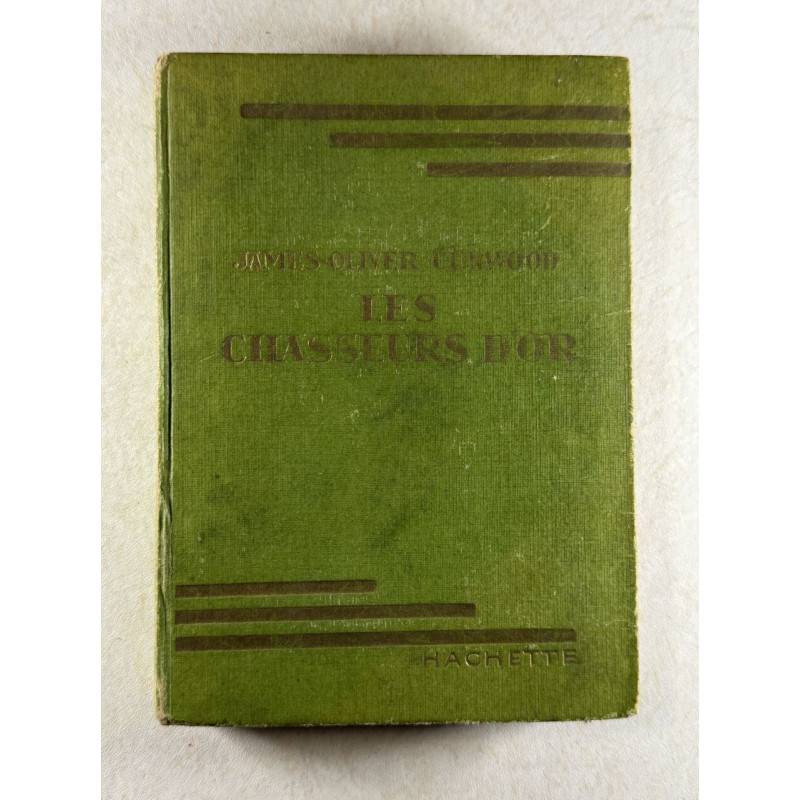 JAMES-OLIVER CURWOOD
LES
CHASSEURS D'OR
HACHETTE